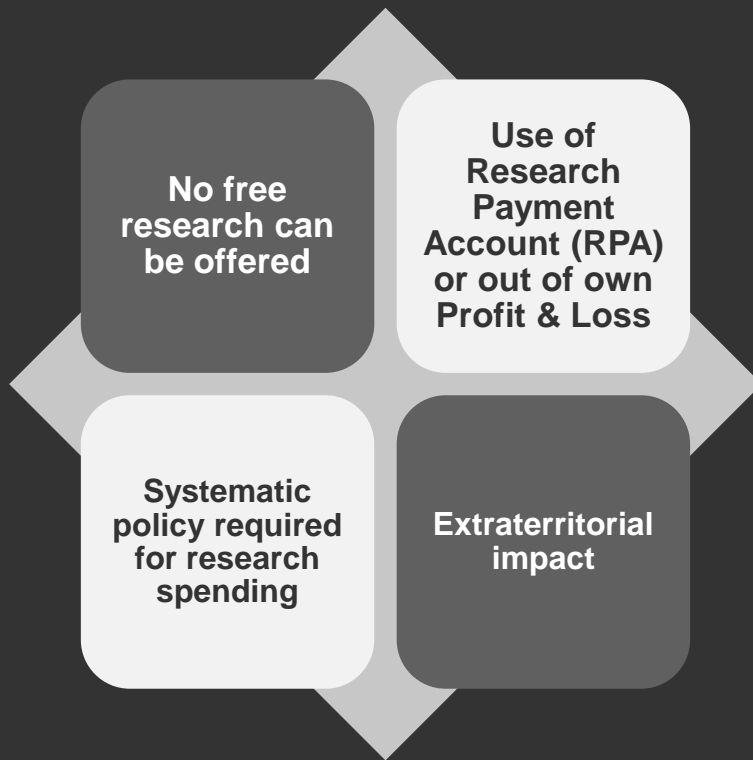 No free
research can
be offered
Use of
Research
Payment
Account (RPA)
or out of own
Profit & Loss
Systematic
policy required
for research
spending
Extraterritorial
impact